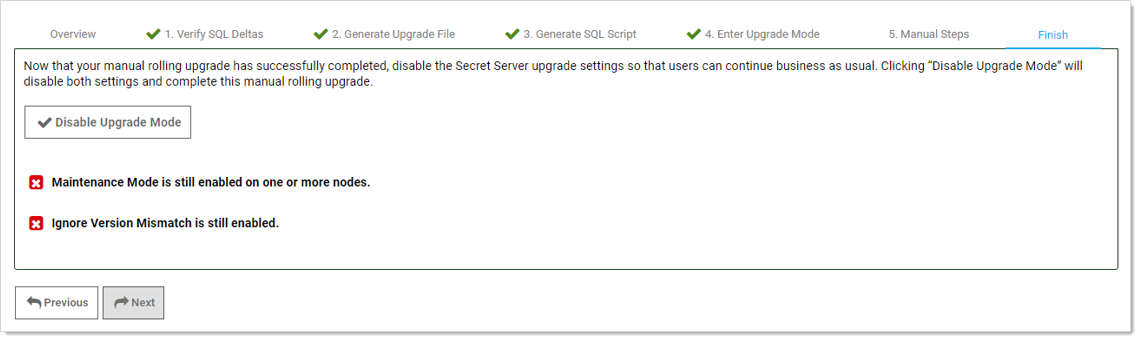 Overview
1. Verify SQL Deltas
2. Generate Upgrade File
3. Generate SQL Script
4. Enter Upgrade Mode
5. Manual Steps
Finish
Now that your manual rolling upgrade has successfully completed, disable the Secret Server upgrade settings so that users can continue business as usual. Clicking “Disable Upgrade Mode” will
disable both settings and complete this manual rolling upgrade.
Disable Upgrade Mode
Maintenance Mode is still enabled on one or more nodes.
Ignore Version Mismatch is still enabled.
Previous
Next